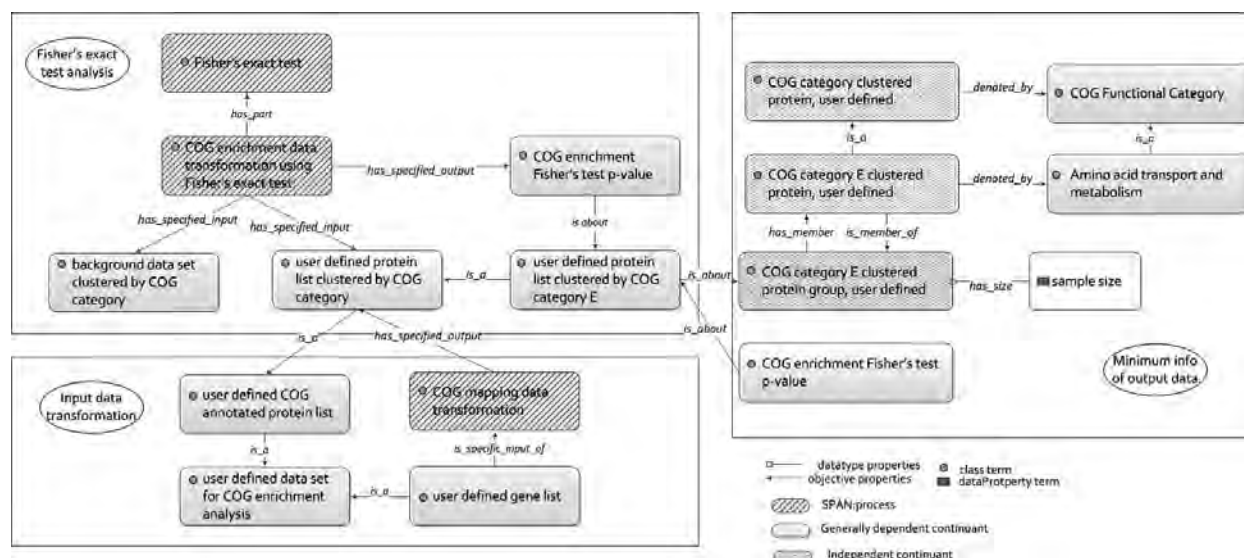 Fisher's exact
test analysis
Fisher's exact test
has_part
COG enrichment data
transformation using
Fisher's exact test
has_specified_output
COG enrichment
Fisher's test p-value
has_specified_input
has_specified_input
is about
background data set
clustered by COG
category
user defined protein
list clustered by COG
category
is_a
user defined protein
list clustered by COG
category E
is_about
is_about
COG category clustered
protein, user defined
denoted_by
COG Functional Category
is_a
is_a
COG category E clustered
protein, user defined
denoted_by
Amino acid transport and
metabolism
has_member
is_member_of
COG category E clustered
protein group, user defined
has_size
sample size
COG enrichment Fisher's test
p-value
Minimum info
of output data.
is_a
has_specified_output
Input data
transformation
user defined COG
annotated protein list
COG mapping data
transformation
is_a
is_specific_input_of
user defined data set
for COG enrichment
analysis
is_a
user defined gene list
datatype properties
objective properties
class term
dataProtperty term
SPAN:process
Generally dependent continuant
Independent continuant